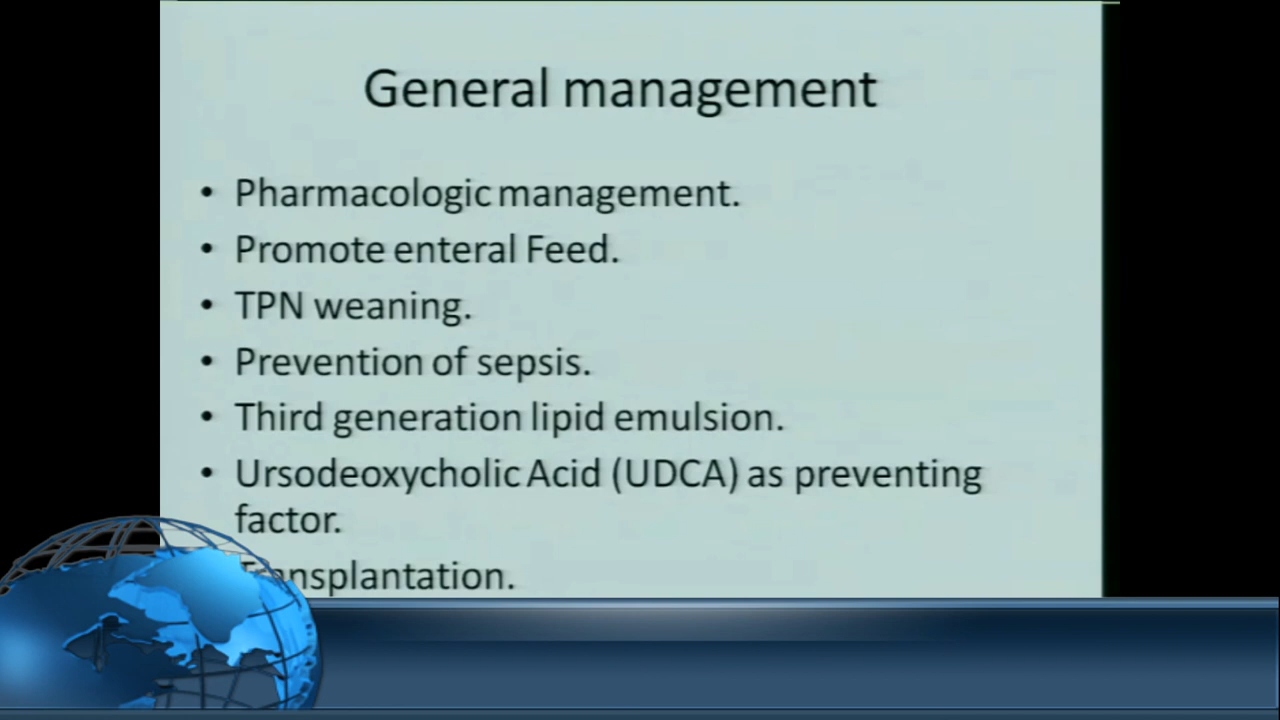 General management
• Pharmacologic management.
• Promote enteral Feed.
• TPN weaning.
• Prevention of sepsis.
• Third generation lipid emulsion.
• Ursodeoxycholic Acid (UDCA) as preventing
factor.
Transplantation.